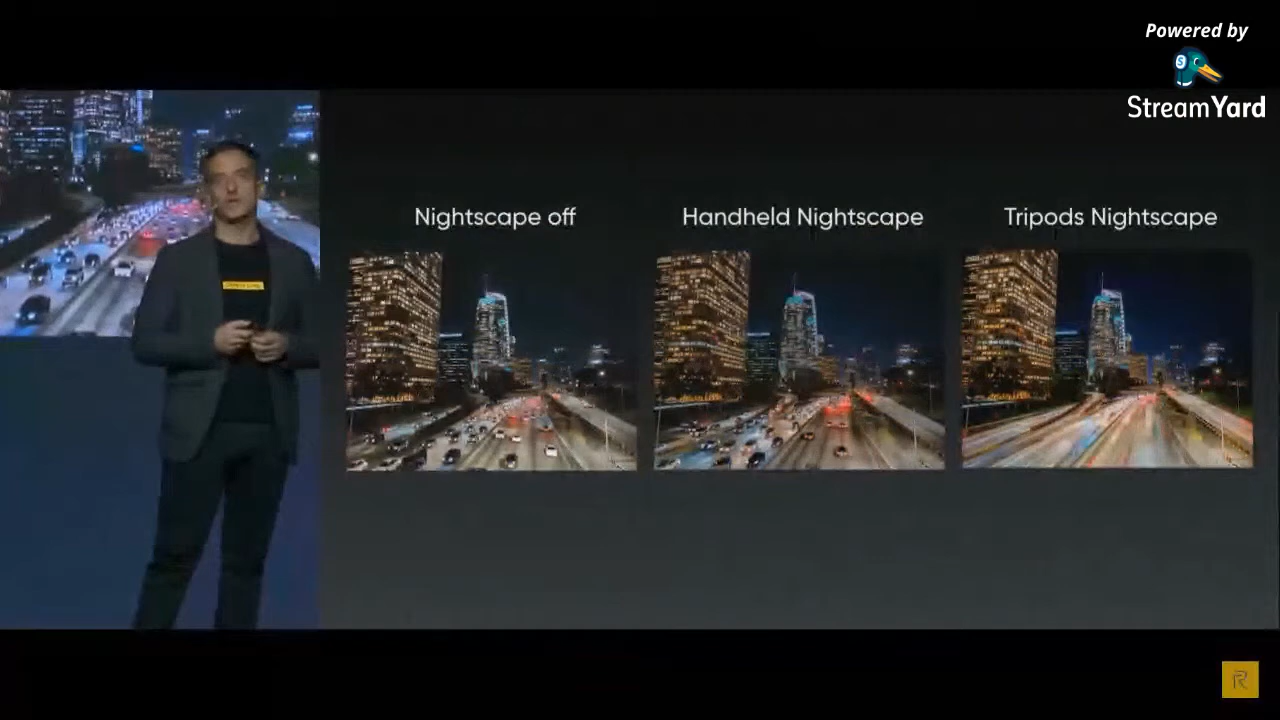 Powered by
StreamYard
Nightscape off
Handheld Nightscape
Tripods Nightscape
R